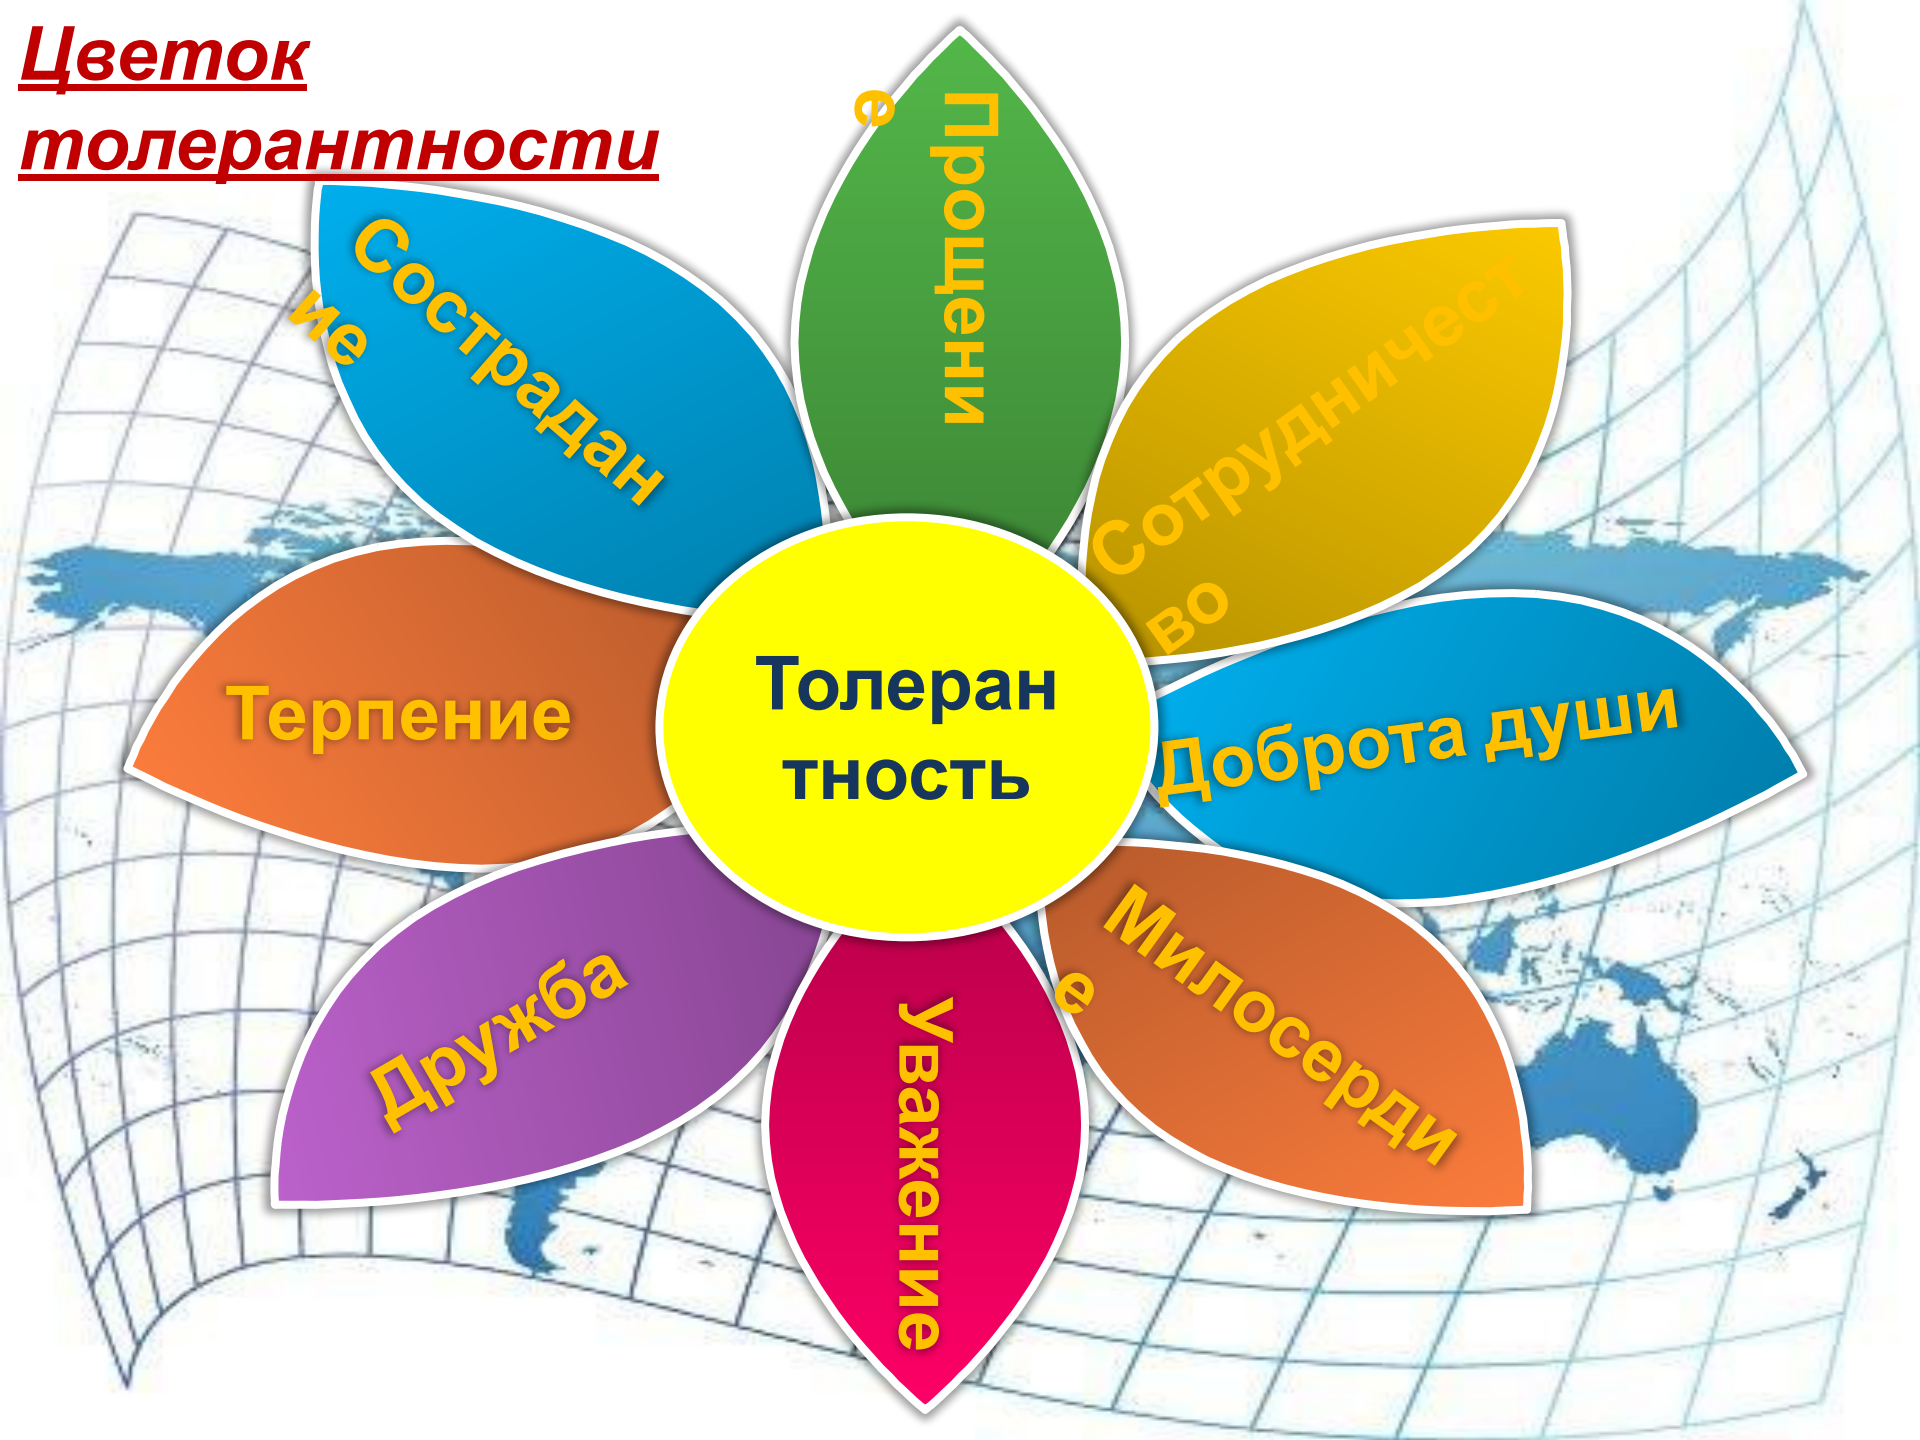 Цветок
толерантности
Прощени
е
Сострадан
ие
Сотрудничест
во
Терпение
Толеран
тность
Доброта души
Дружба
Милосерди
е
Уважение